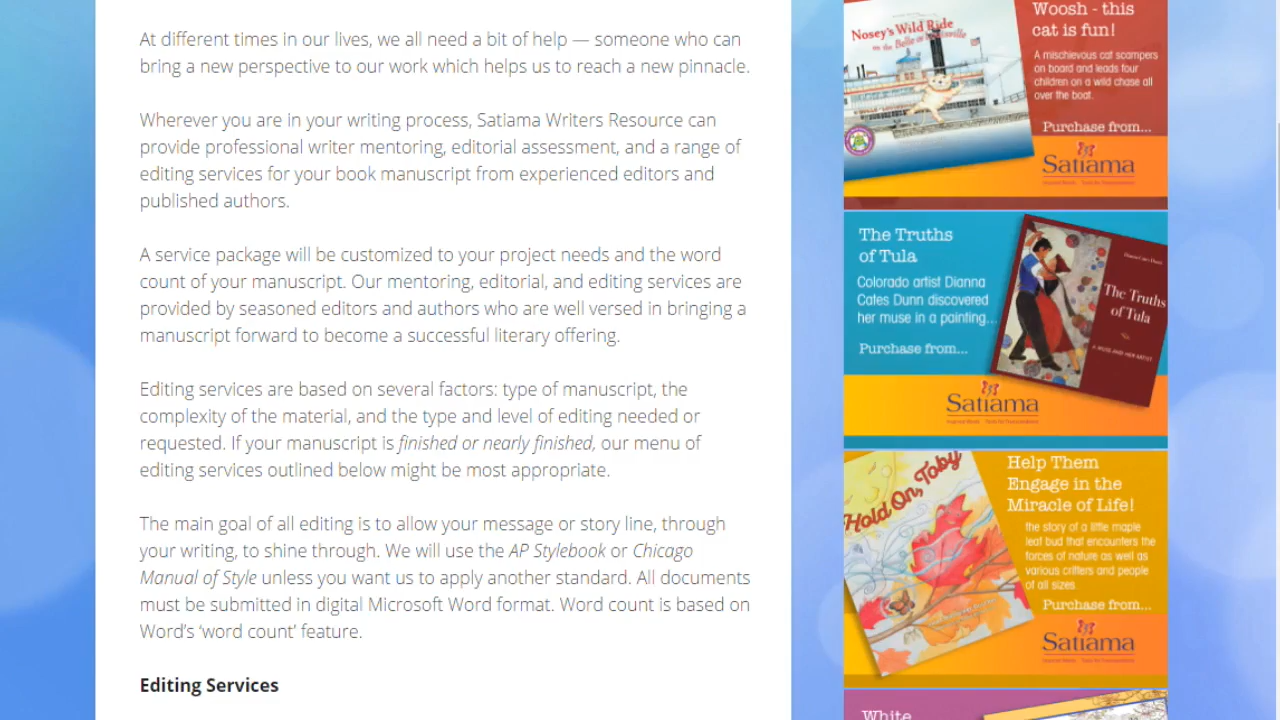 At different times in our lives, we all need a bit of help — someone who can
bring a new perspective to our work, which helps us to reach a new pinnacle.
Wherever you are in your writing process, Satiama Writers Resource can
provide professional writer mentoring, editorial assessment, and a range of
editing services for your book manuscript from experienced editors and
published authors.
A service package will be customized to your project needs and the word
count of your manuscript. Our mentoring, editorial, and editing services are
provided by seasoned editors and authors who are well versed in bringing a
manuscript forward to become a successful literary offering.
Editing services are based on several factors: type of manuscript, the
complexity of thematerial, and the type and level of editing needed or
requested. If your manuscript is finished or nearly finished, our menu of
editing services outlined below might be most appropriate.
The main goal of all editing is to allow your message or story line, through
your writing, to shine through. We will use the AP Stylebook or Chicago
Manual of Style unless you want us to apply another standard. All documents
must be submitted in digital Microsoft Word format. Word count is based on
Word’s ‘word count’ feature.
Editing Services
Nosey's Wild Ride
on the Belle of Louisville
Woosh - this
cat is fun!
A mischievous cat scampers
on board and leads four
children on a wild chase all
over the boat.
Purchase from...
Satiama
The Truths
of Tula
Colorado artist Dianna
Cates Dunn discovered
her muse in a painting...
Purchase from...
Dianna Cates Dunn
The Truths
of Tula
A MUSE AND HER ARTIST
Satiama
Hold On, Toby
Help Them
Engage in the
Miracle of Life!
the story of a little maple
leaf bud that encounters the
forces of nature as well as
various critters and people
of all sizes.
Purchase from...
Satiama
White